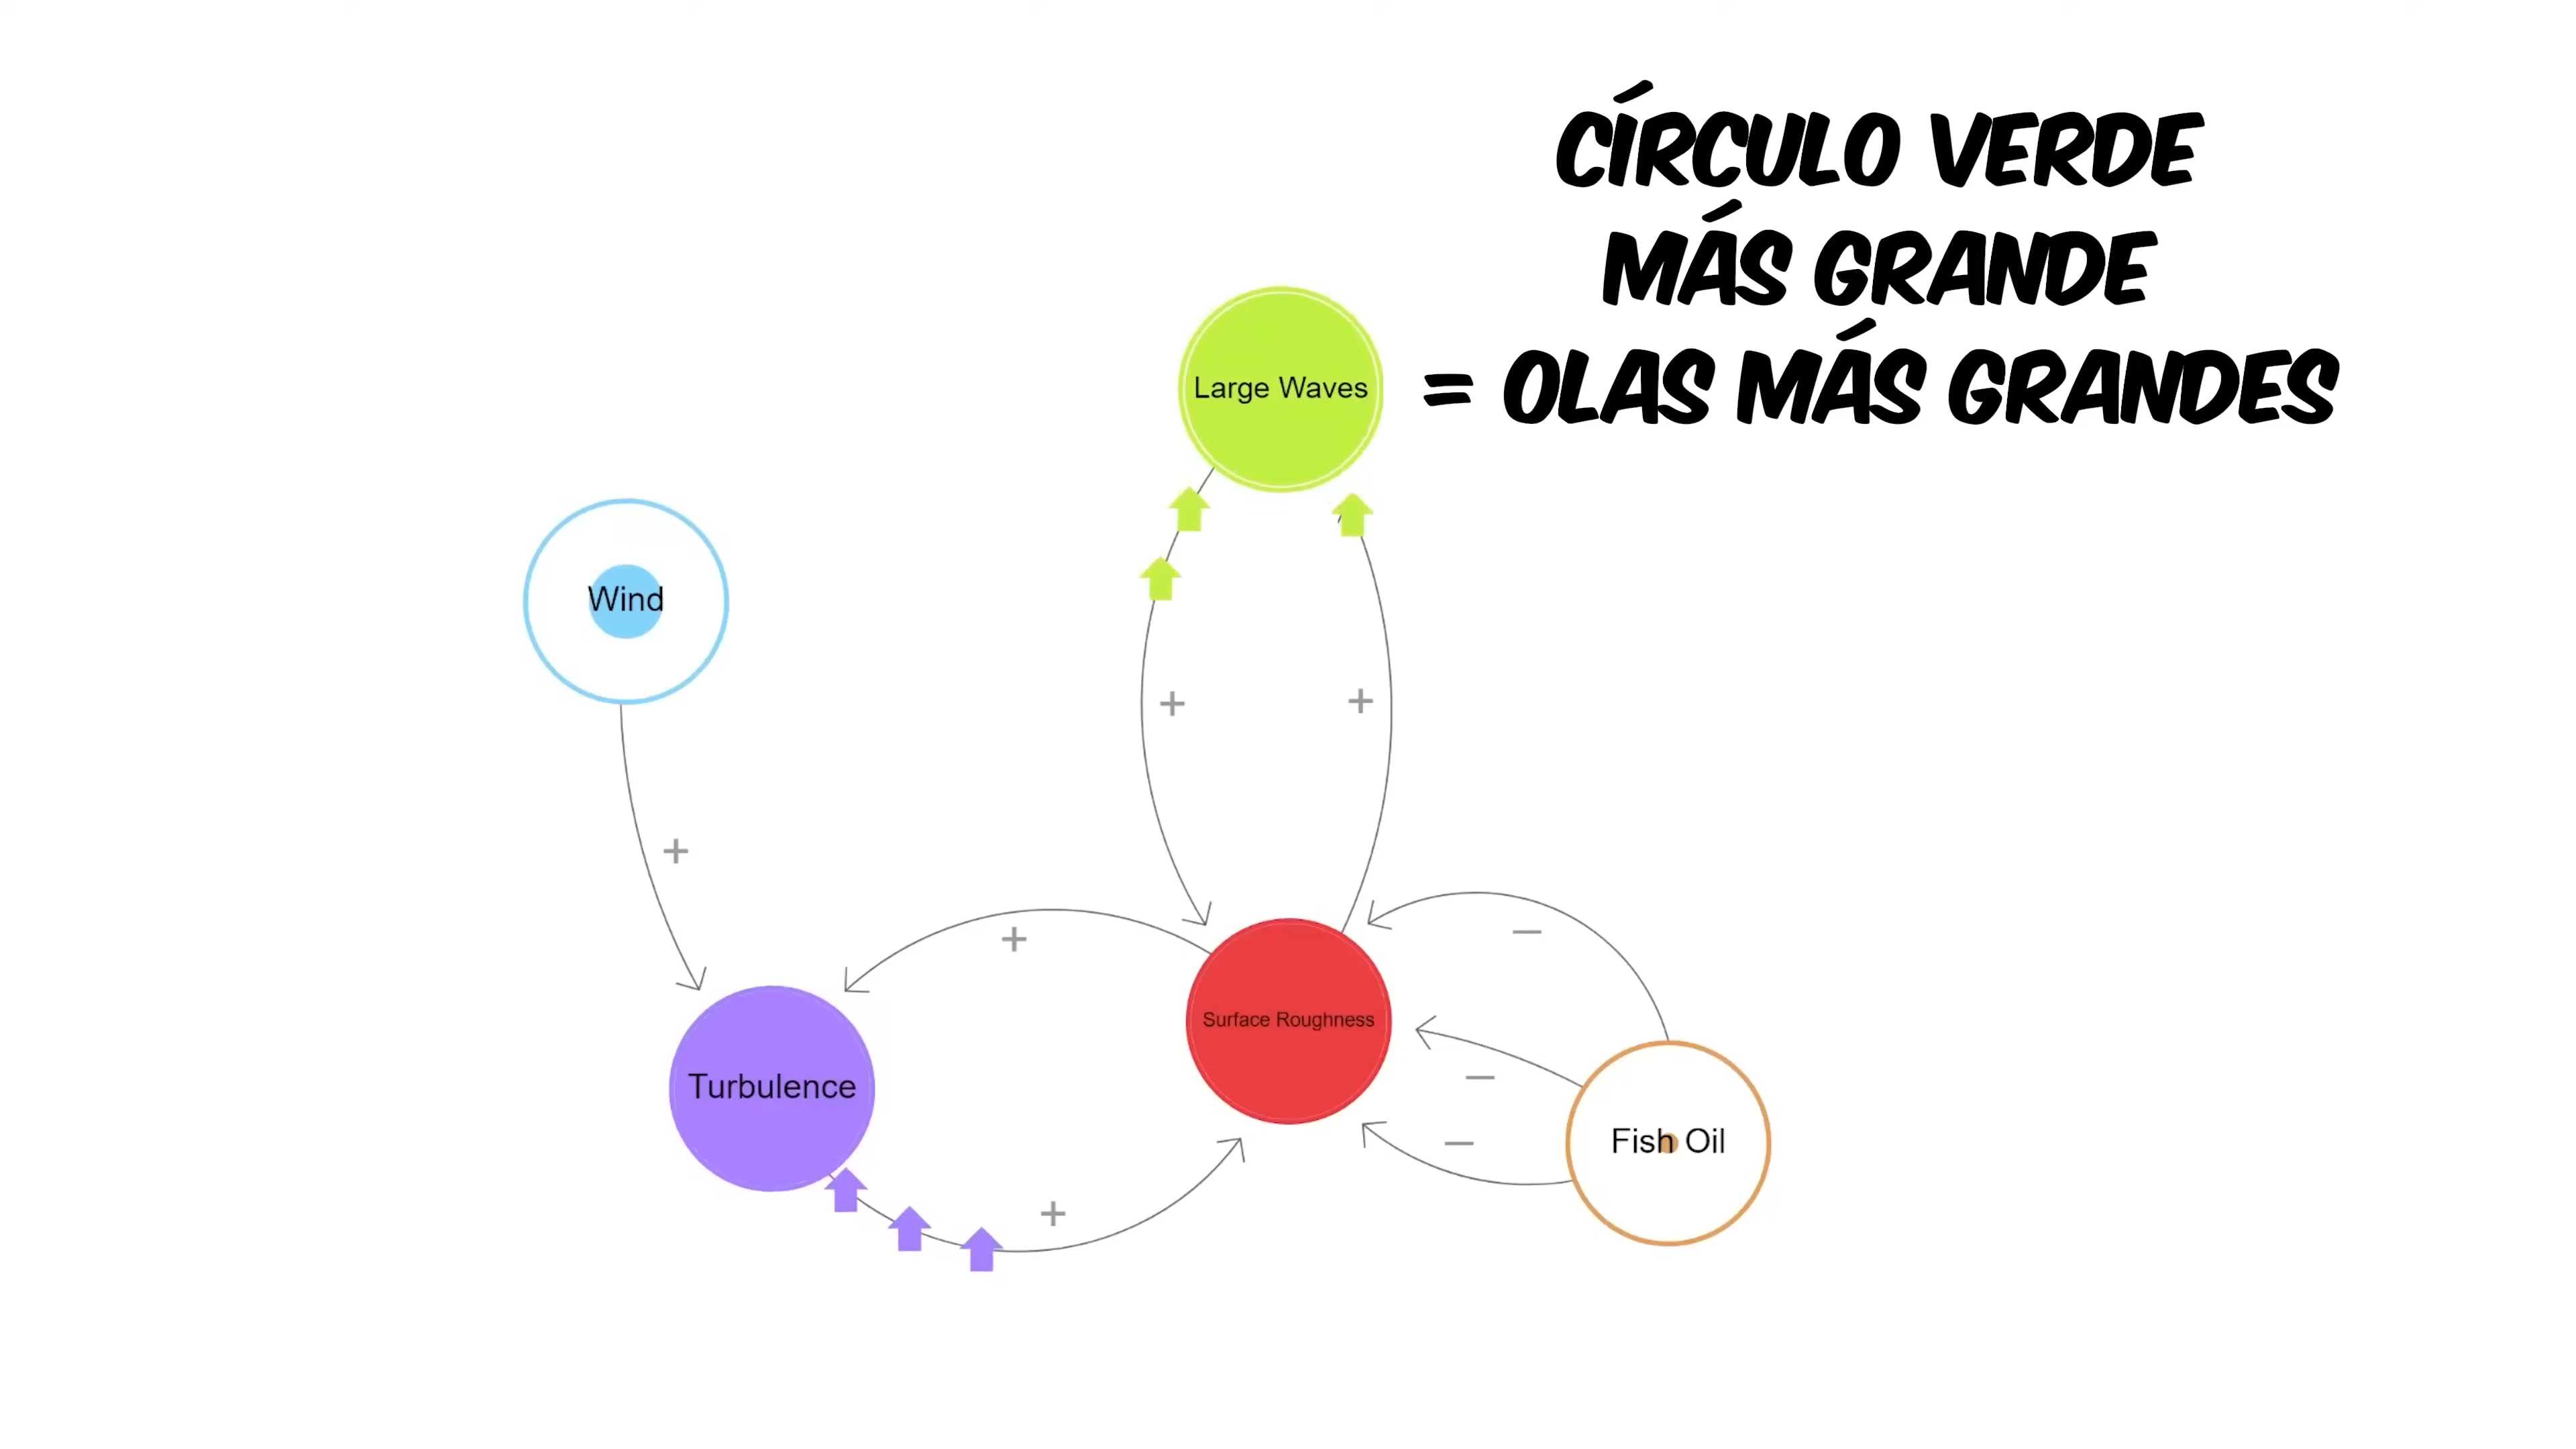 CÍRCULO VERDE
MÁS GRANDE
= OLAS MÁS GRANDES
Large Waves
Wind
+
+
+
+
−
Surface Roughness
−
Turbulence
Fish Oil
−
+